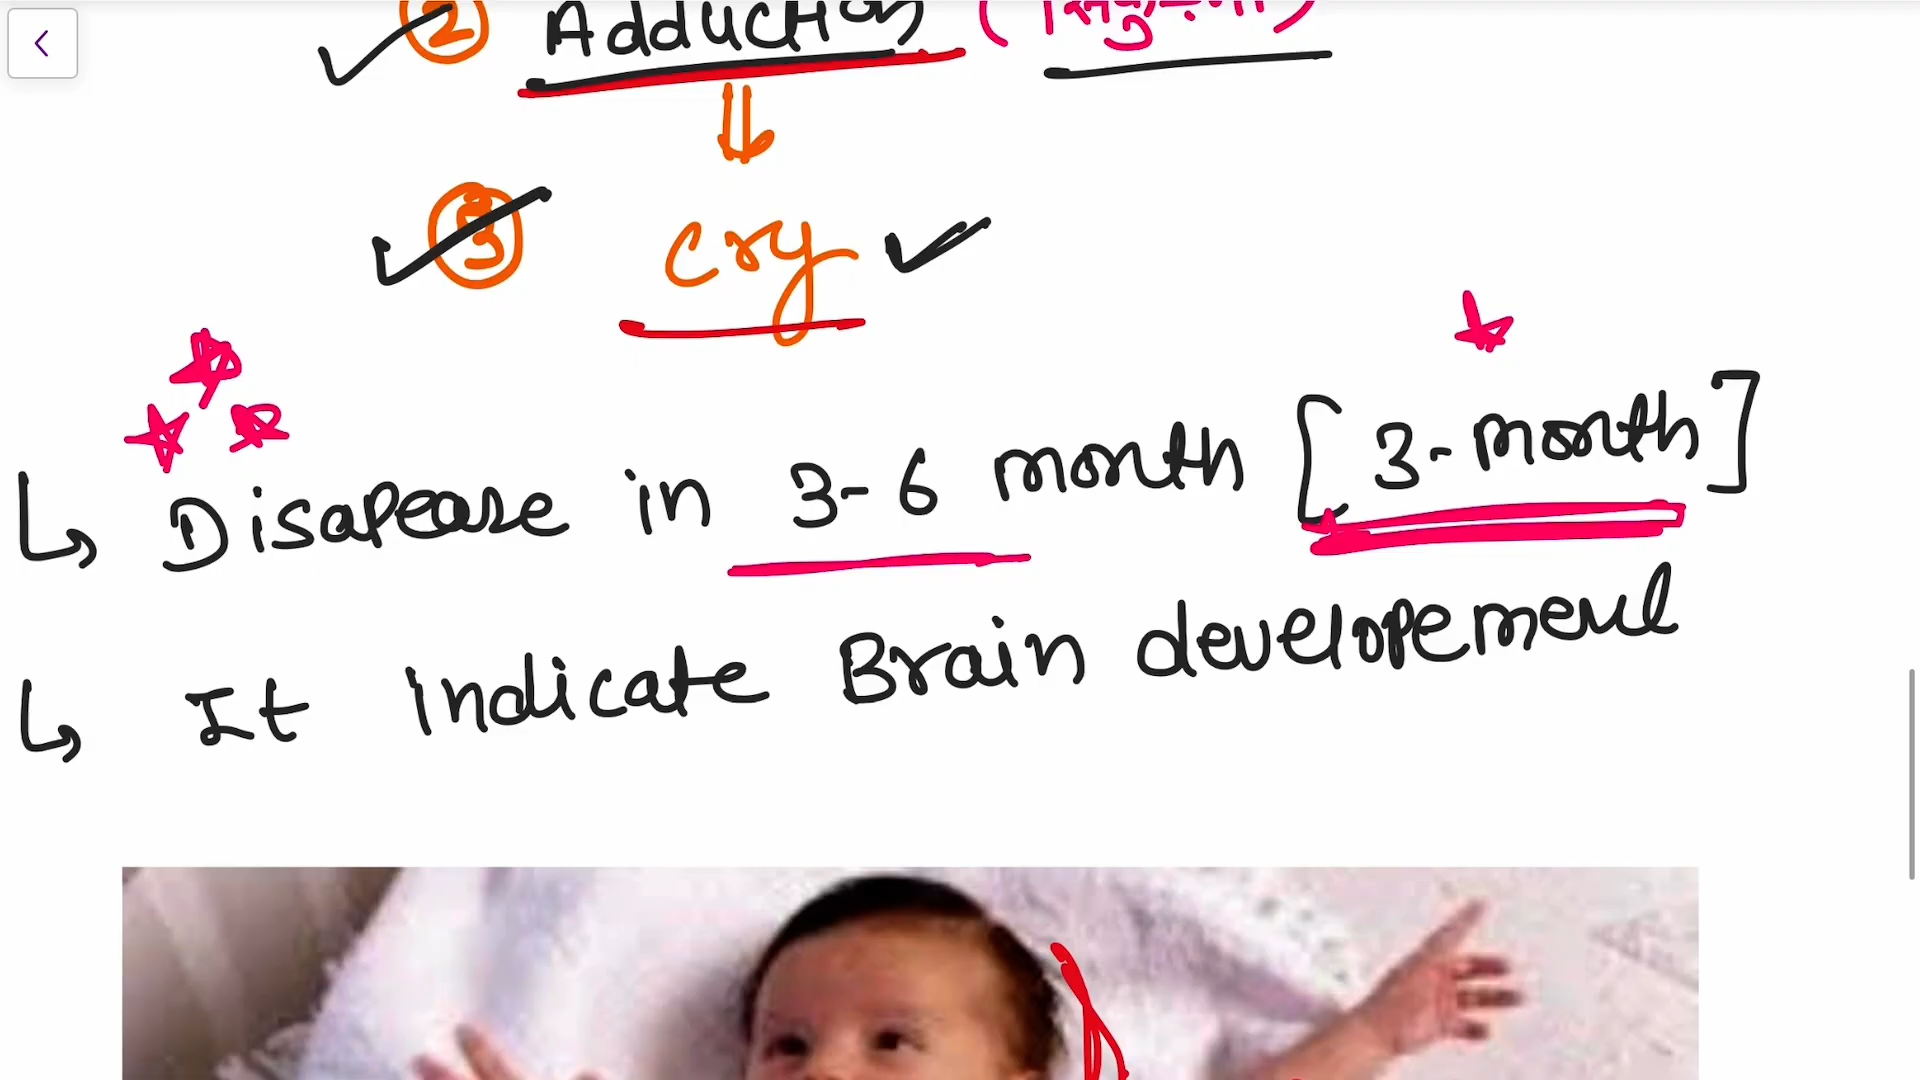 ② Adduction (
③ cry
Disapeare in 3-6 month [3-month]
It indicate Brain developement